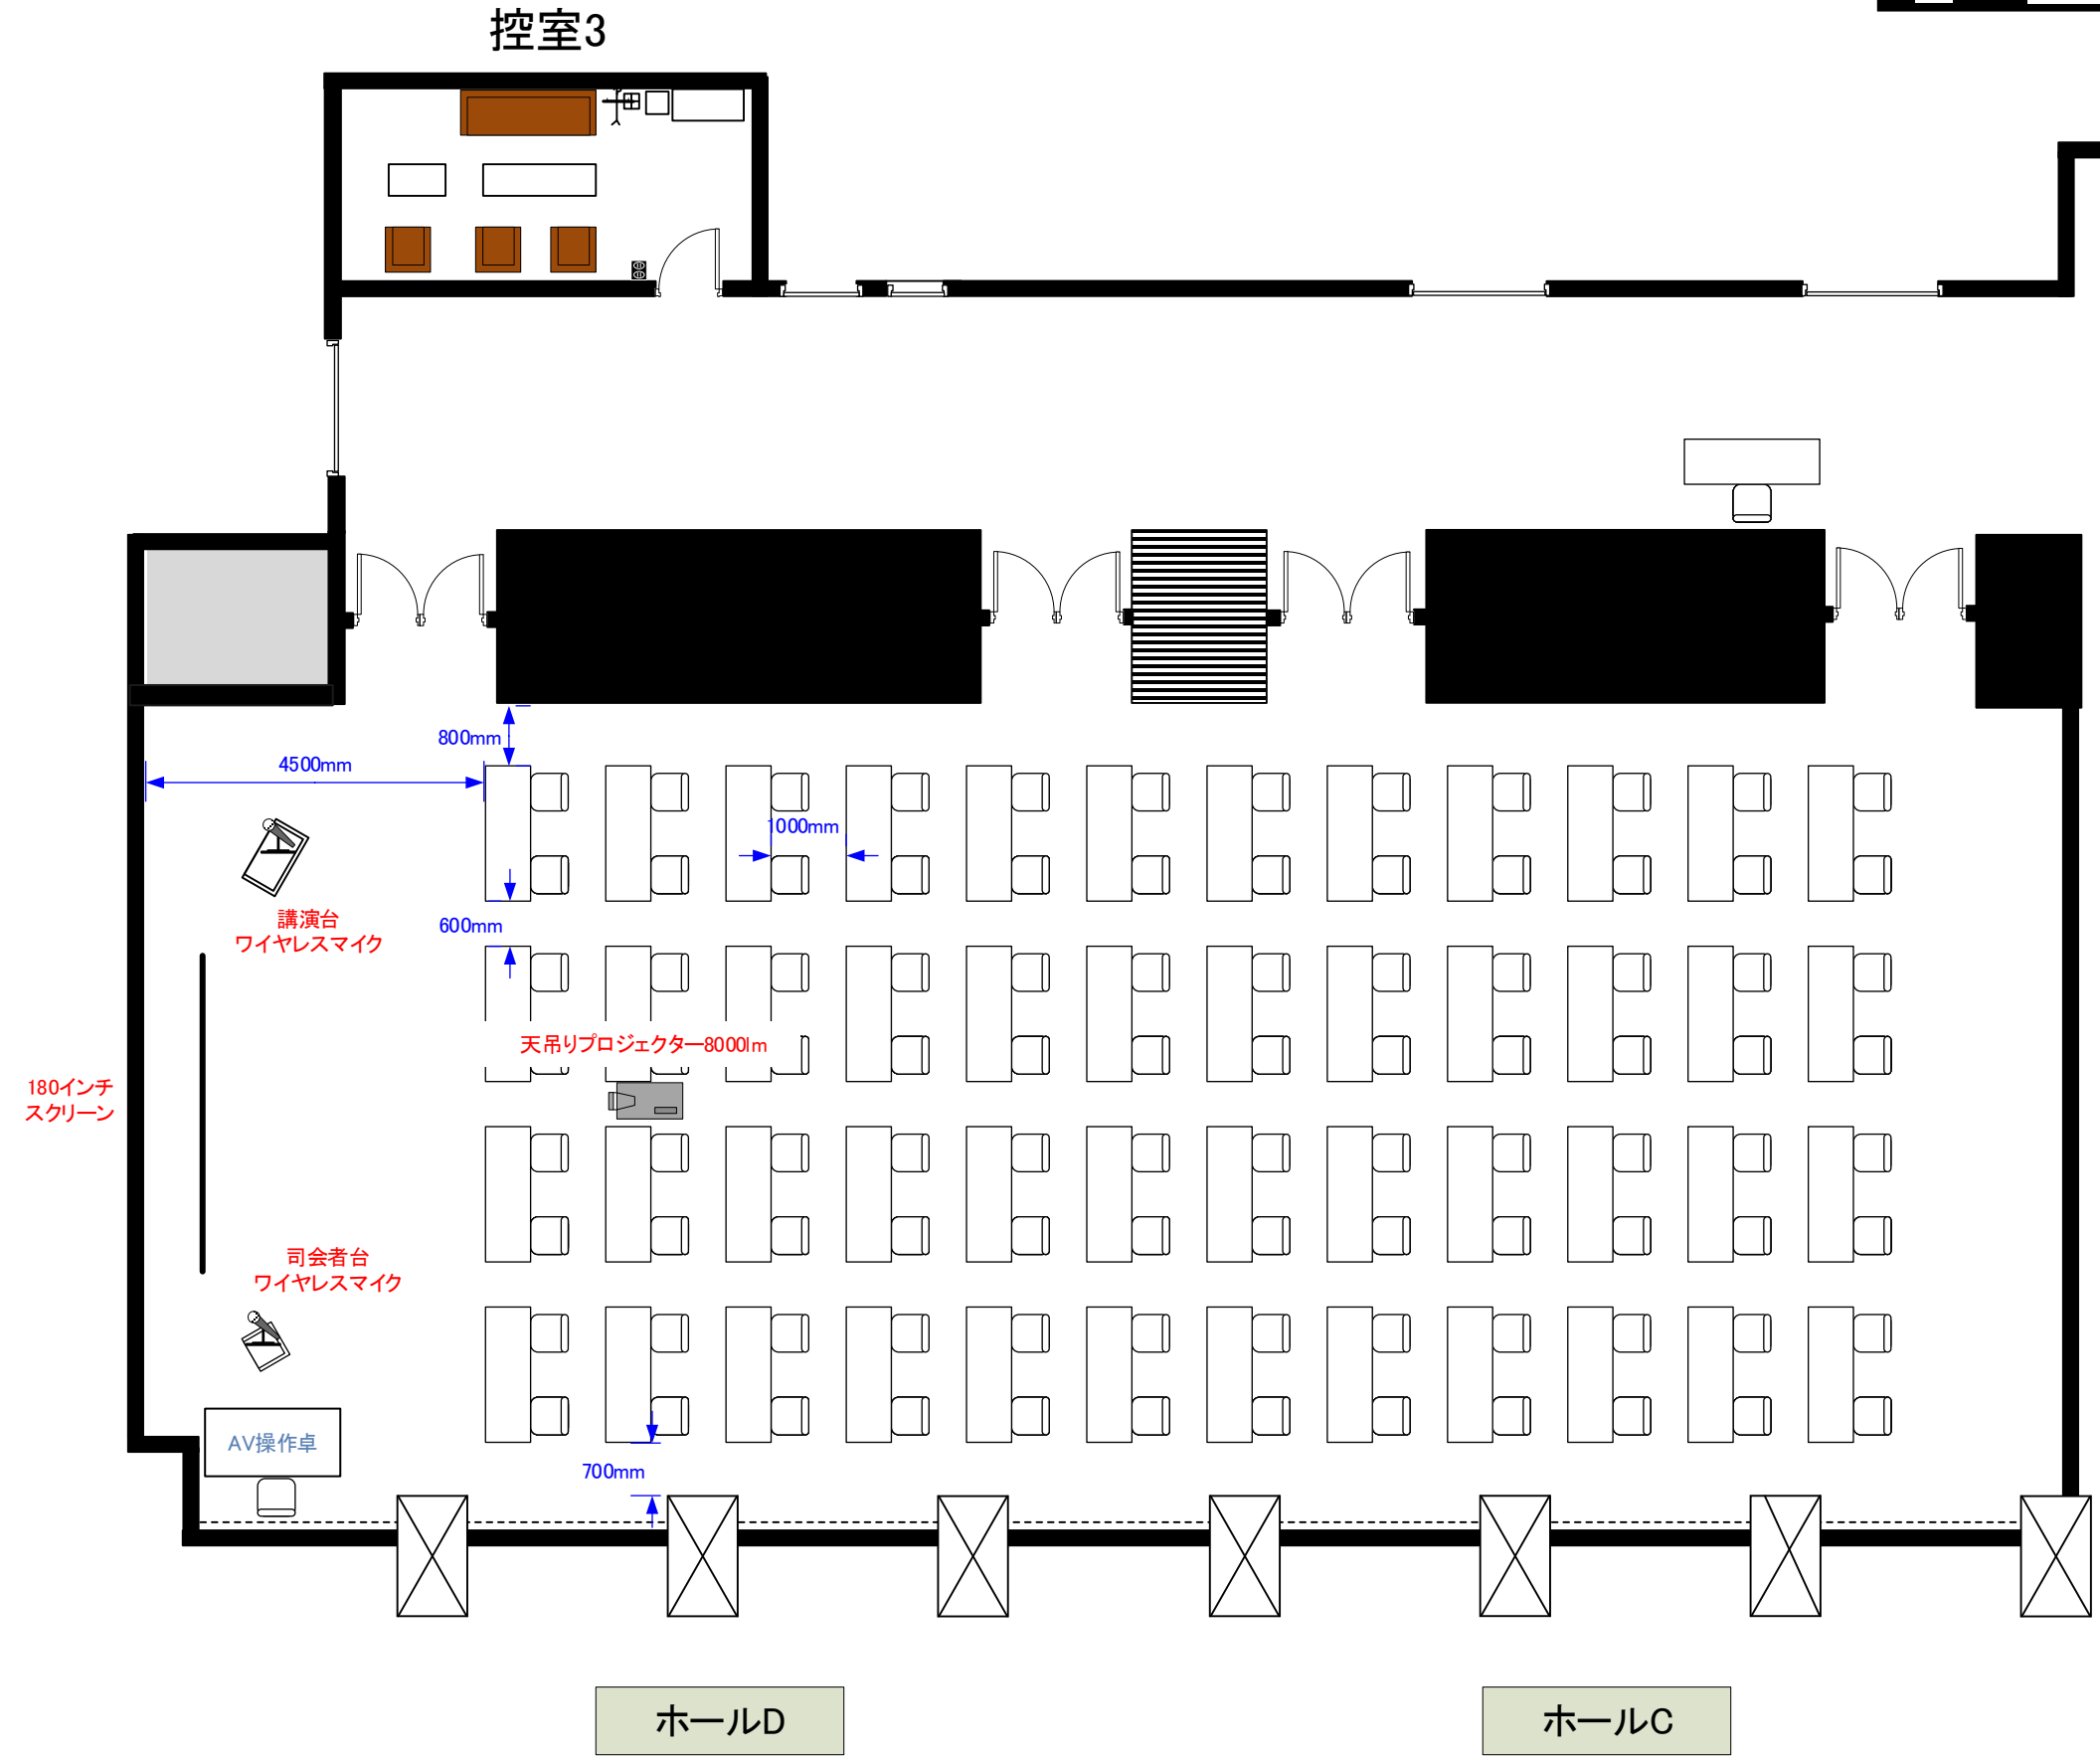 控室3
800mm
4500mm
1000mm
講演台
ワイヤレスマイク
600mm
天吊りプロジェクター8000lm
180インチ
スクリーン
司会者台
ワイヤレスマイク
AV操作卓
700mm
ホールD
ホールC